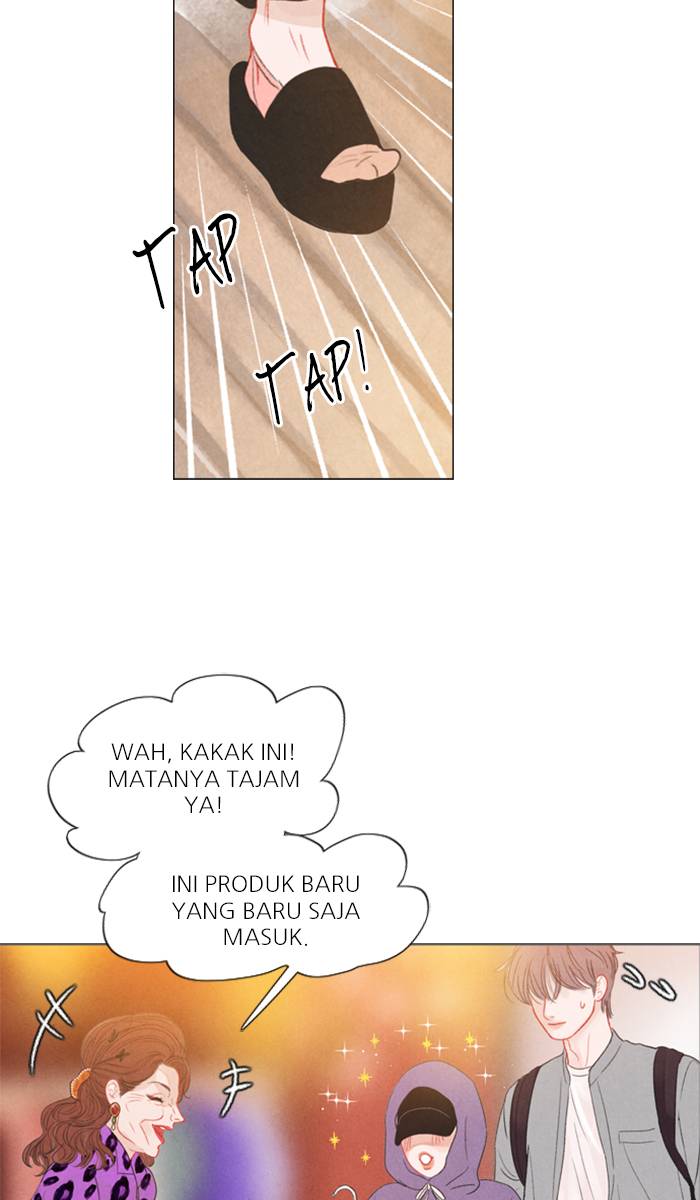 TAP
TAP!
WAH, KAKAK INI!
MATANYA TAJAM
YA!
INI PRODUK BARU
YANG BARU SAJA
MASUK.